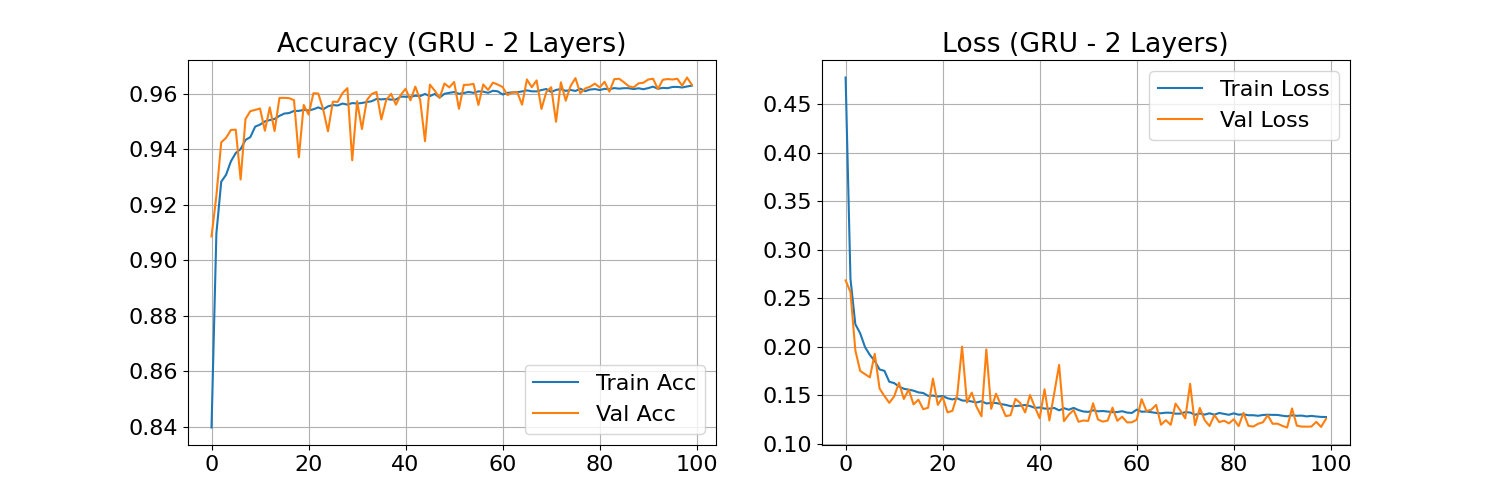 Accuracy (GRU - 2 Layers)
0.96
0.94
0.92
0.90
0.88
0.86
0.84
0 20 40 60 80 100
Train Acc
Val Acc
Loss (GRU - 2 Layers)
0.45
0.40
0.35
0.30
0.25
0.20
0.15
0.10
0 20 40 60 80 100
Train Loss
Val Loss